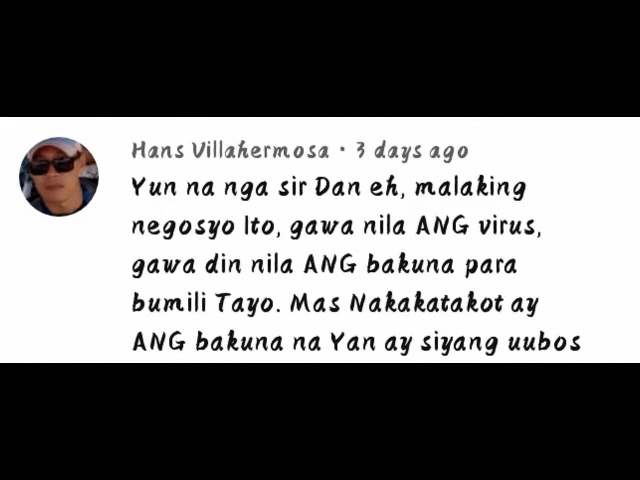 Hans Villahermosa • 3 days ago
Yun na nga sir Dan eh, malaking
negosyo Ito, gawa nila ANG virus,
gawa din nila ANG bakuna para
bumili Tayo. Mas Nakakatakot ay
ANG bakuna na Yan ay siyang uubos